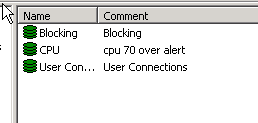 Name Comment
Blocking Blocking
CPU cpu 70 over alert
User Con... User Connections